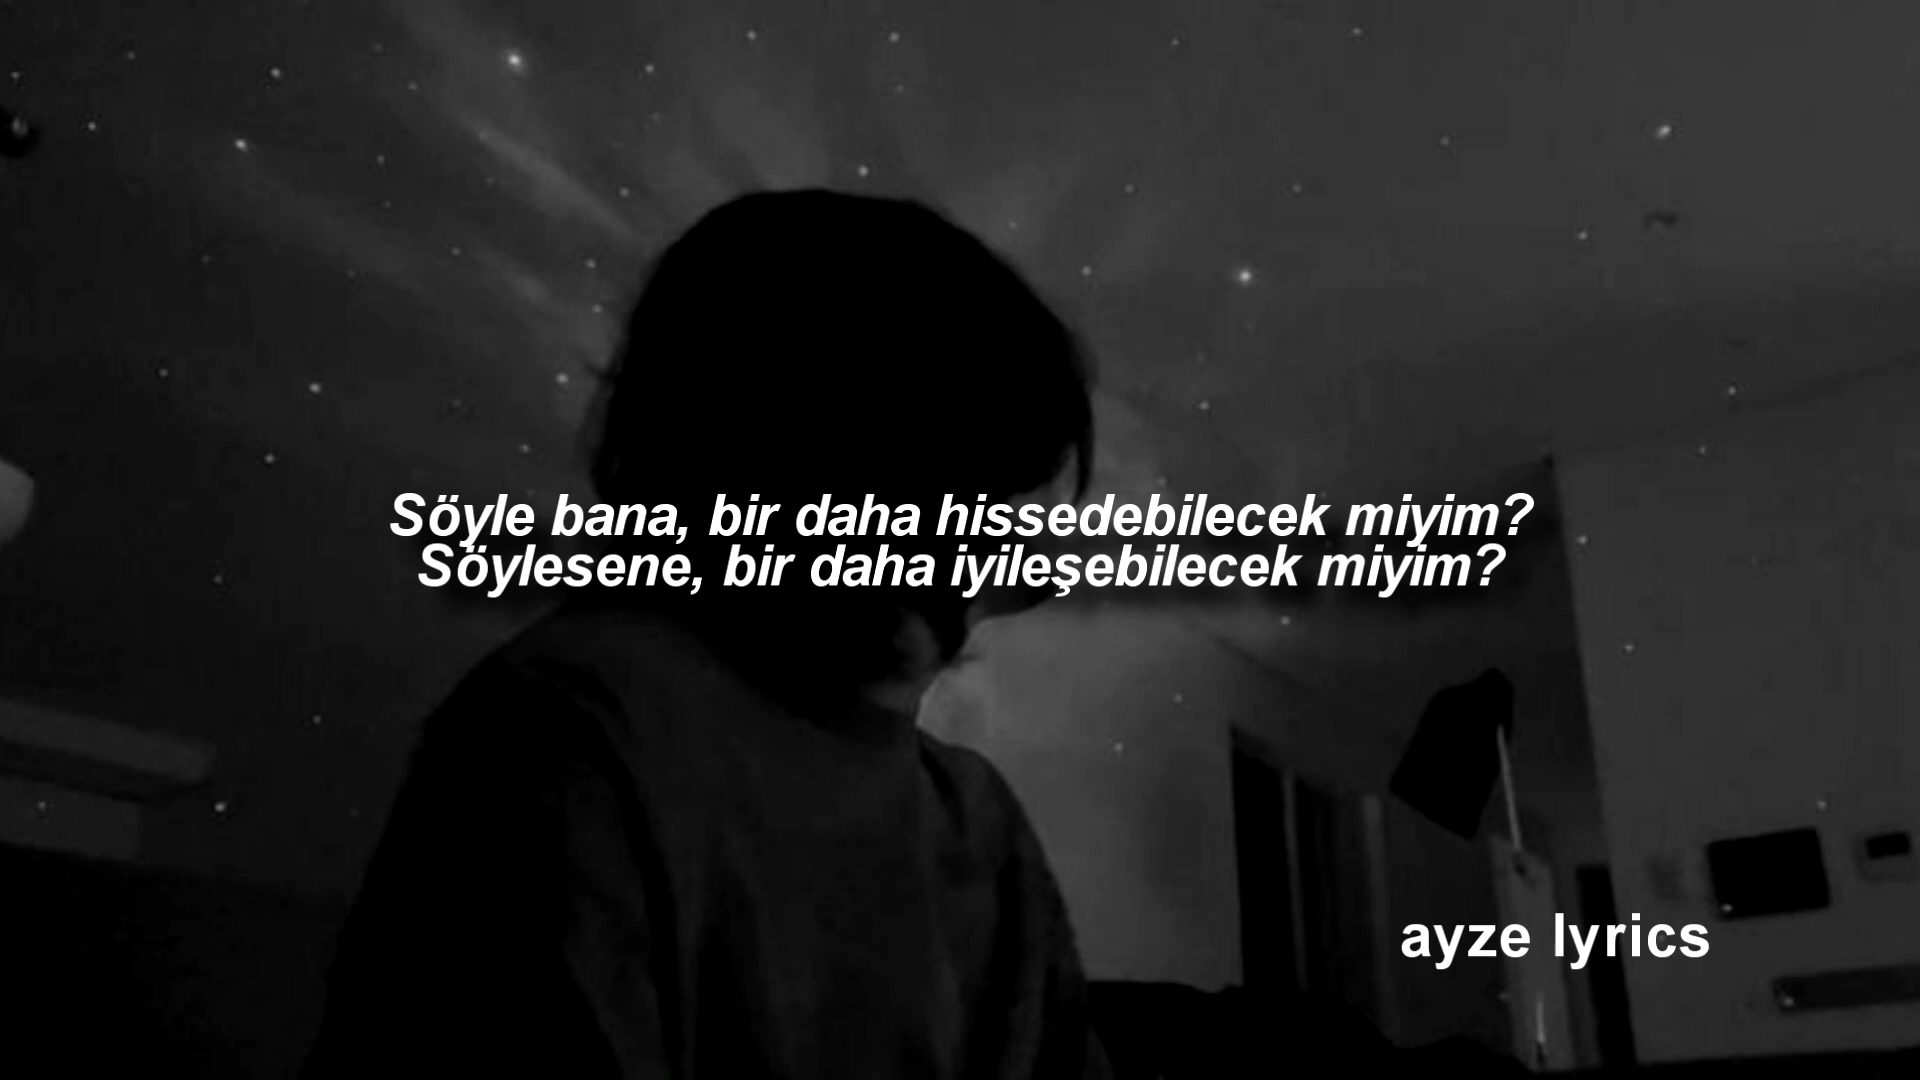 Söyle bana, bir daha hissedebilecek miyim?
Söylesene, bir daha iyileşebilecek miyim?
ayze lyrics